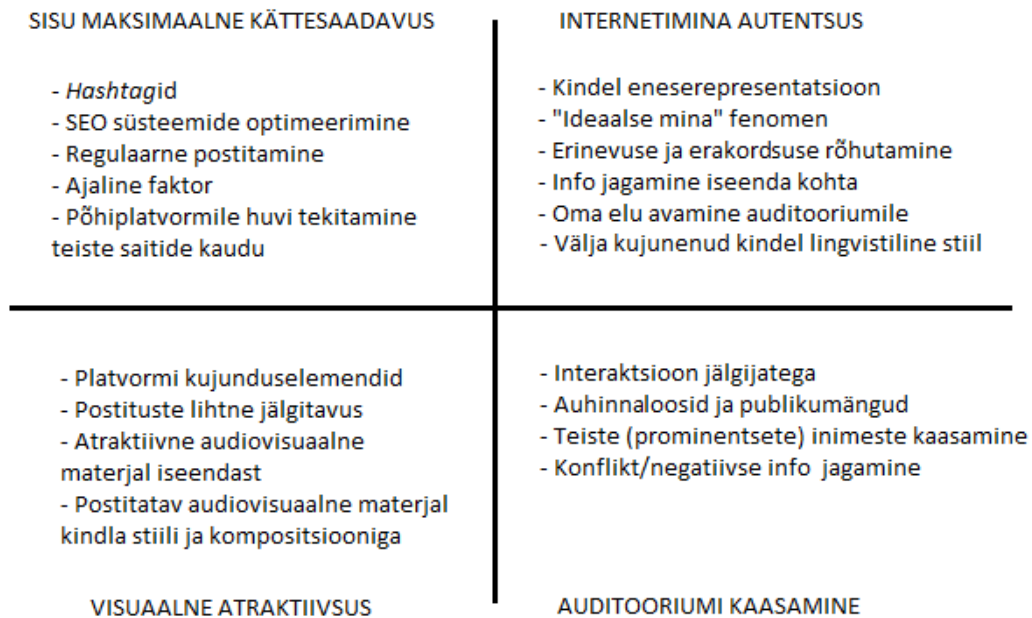 SISU MAKSIMAALNE KÄTTESAADAVUS
- Hashtagid
- SEO süsteemide optimeerimine
- Regulaarne postitamine
- Ajaline faktor
- Põhiplatvormile huvi tekitamine
teiste saitide kaudu
INTERNETIMINA AUTENTSUS
- Kindel eneserepresentatsioon
- "Ideaalse mina" fenomen
- Erinevuse ja erakordsuse rõhutamine
- Info jagamine iseenda kohta
- Oma elu avamine auditooriumile
- Välja kujunenud kindel lingvistiline stiil
- Platvormi kujunduselemendid
- Postituste lihtne jälgitavus
- Atraktiivne audiovisuaalne
materjal iseendast
- Postitatav audiovisuaalne materjal
kindla stiili ja kompositsiooniga
VISUAALNE ATRAKTIIVSUS
- Interaktsioon jälgijatega
- Auhinnaloosid ja publikumängud
- Teiste (prominentsete) inimeste kaasamine
- Konflikt/negatiivse info jagamine
AUDITOORIUMI KAASAMINE